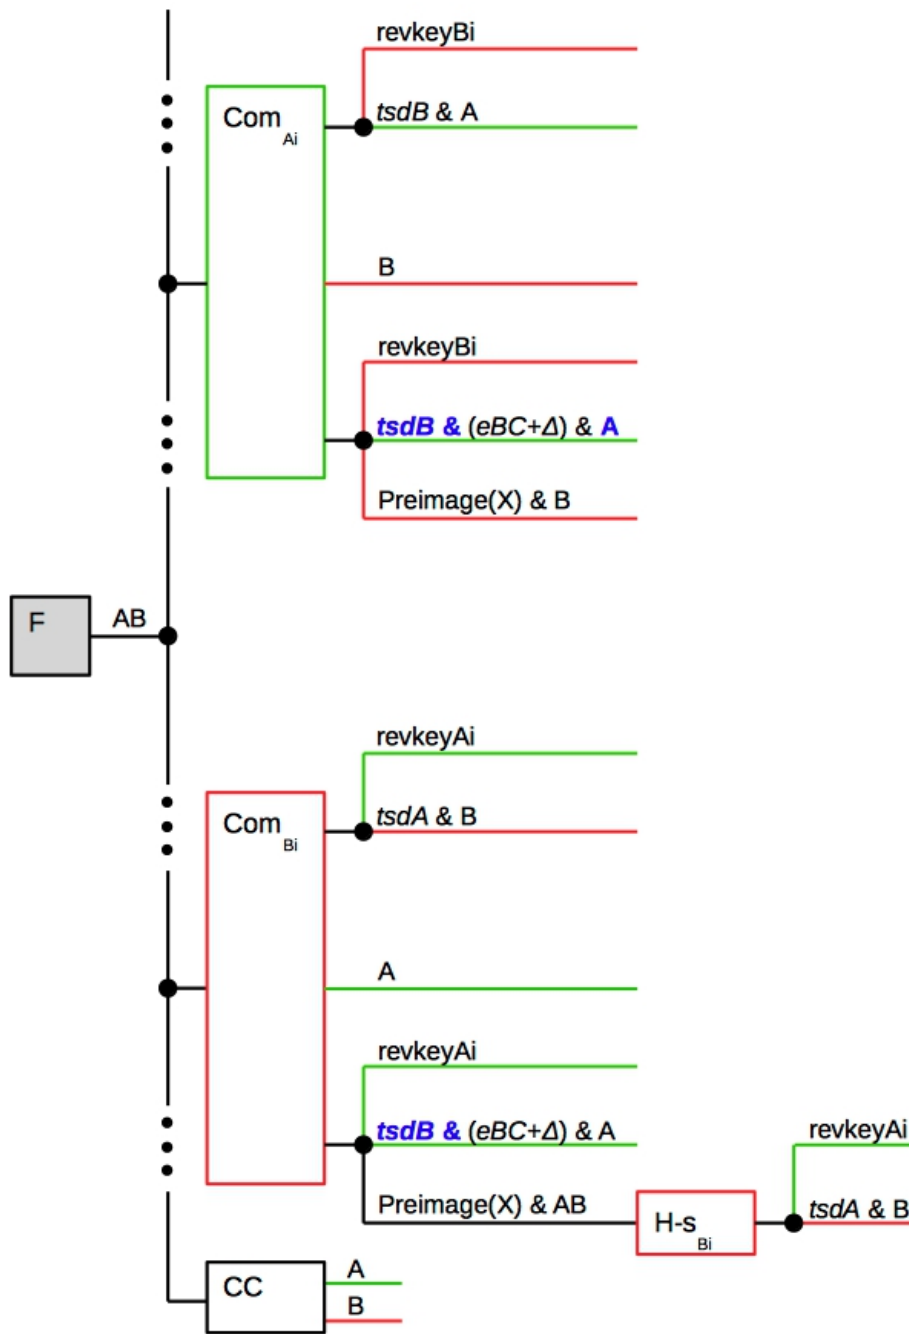 revkeyBi
Com Ai
tsdB & A
B
revkeyBi
tsdB & (eBC+Δ) & A
Preimage(X) & B
F
AB
revkeyAi
Com Bi
tsdA & B
A
revkeyAi
tsdB & (eBC+Δ) & A
revkeyAi
Preimage(X) & AB
H-s Bi
tsdA & B
CC
A
B